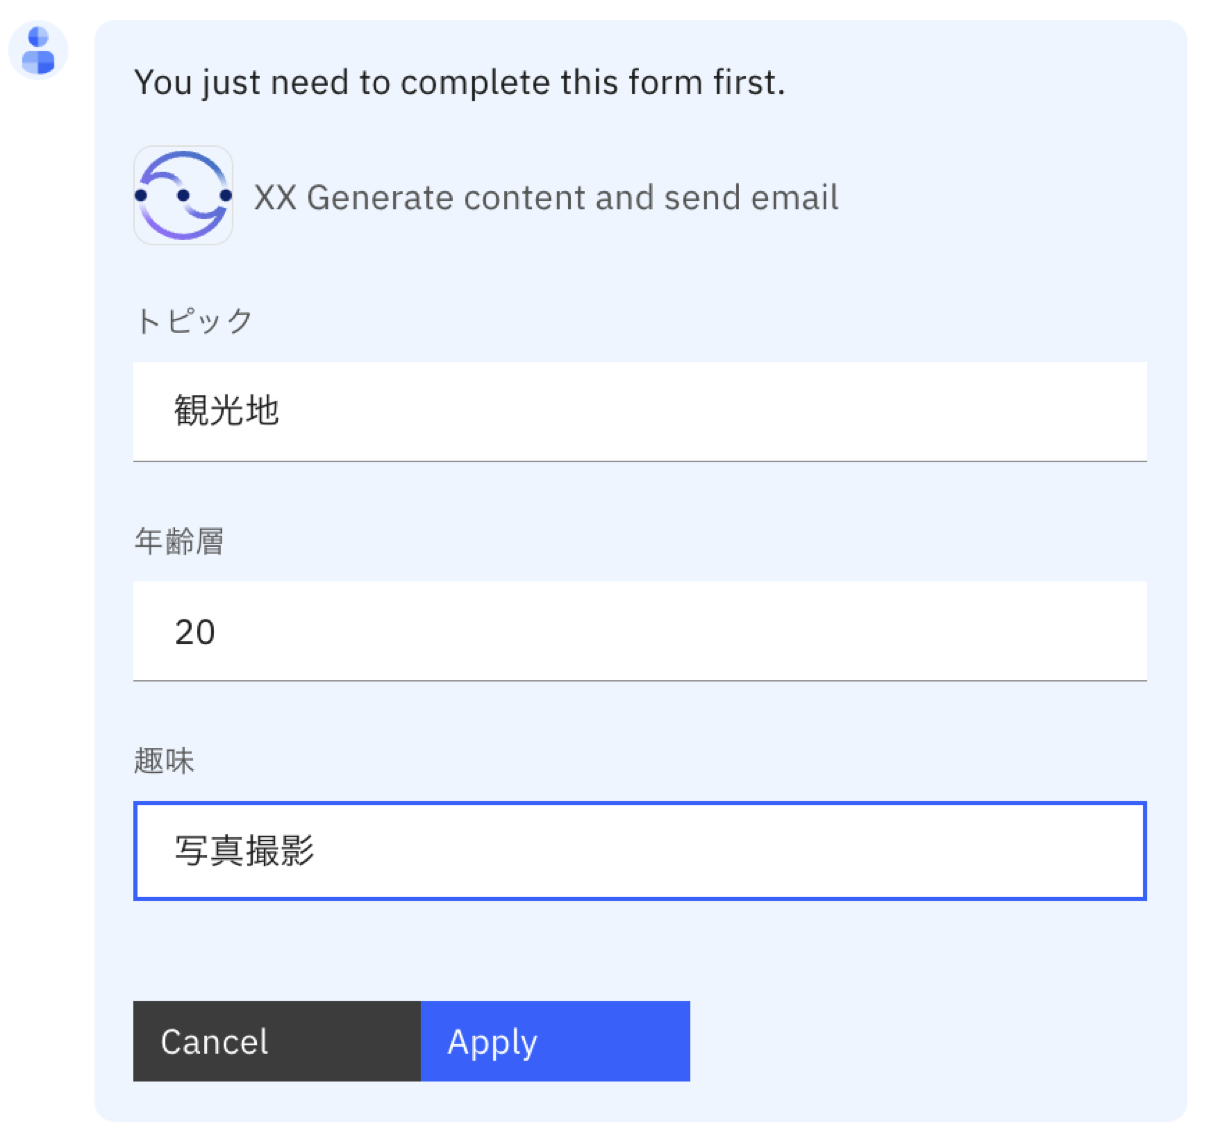 You just need to complete this form first.
XX Generate content and send email
トピック
観光地
年齢層
20
趣味
写真撮影
Cancel
Apply